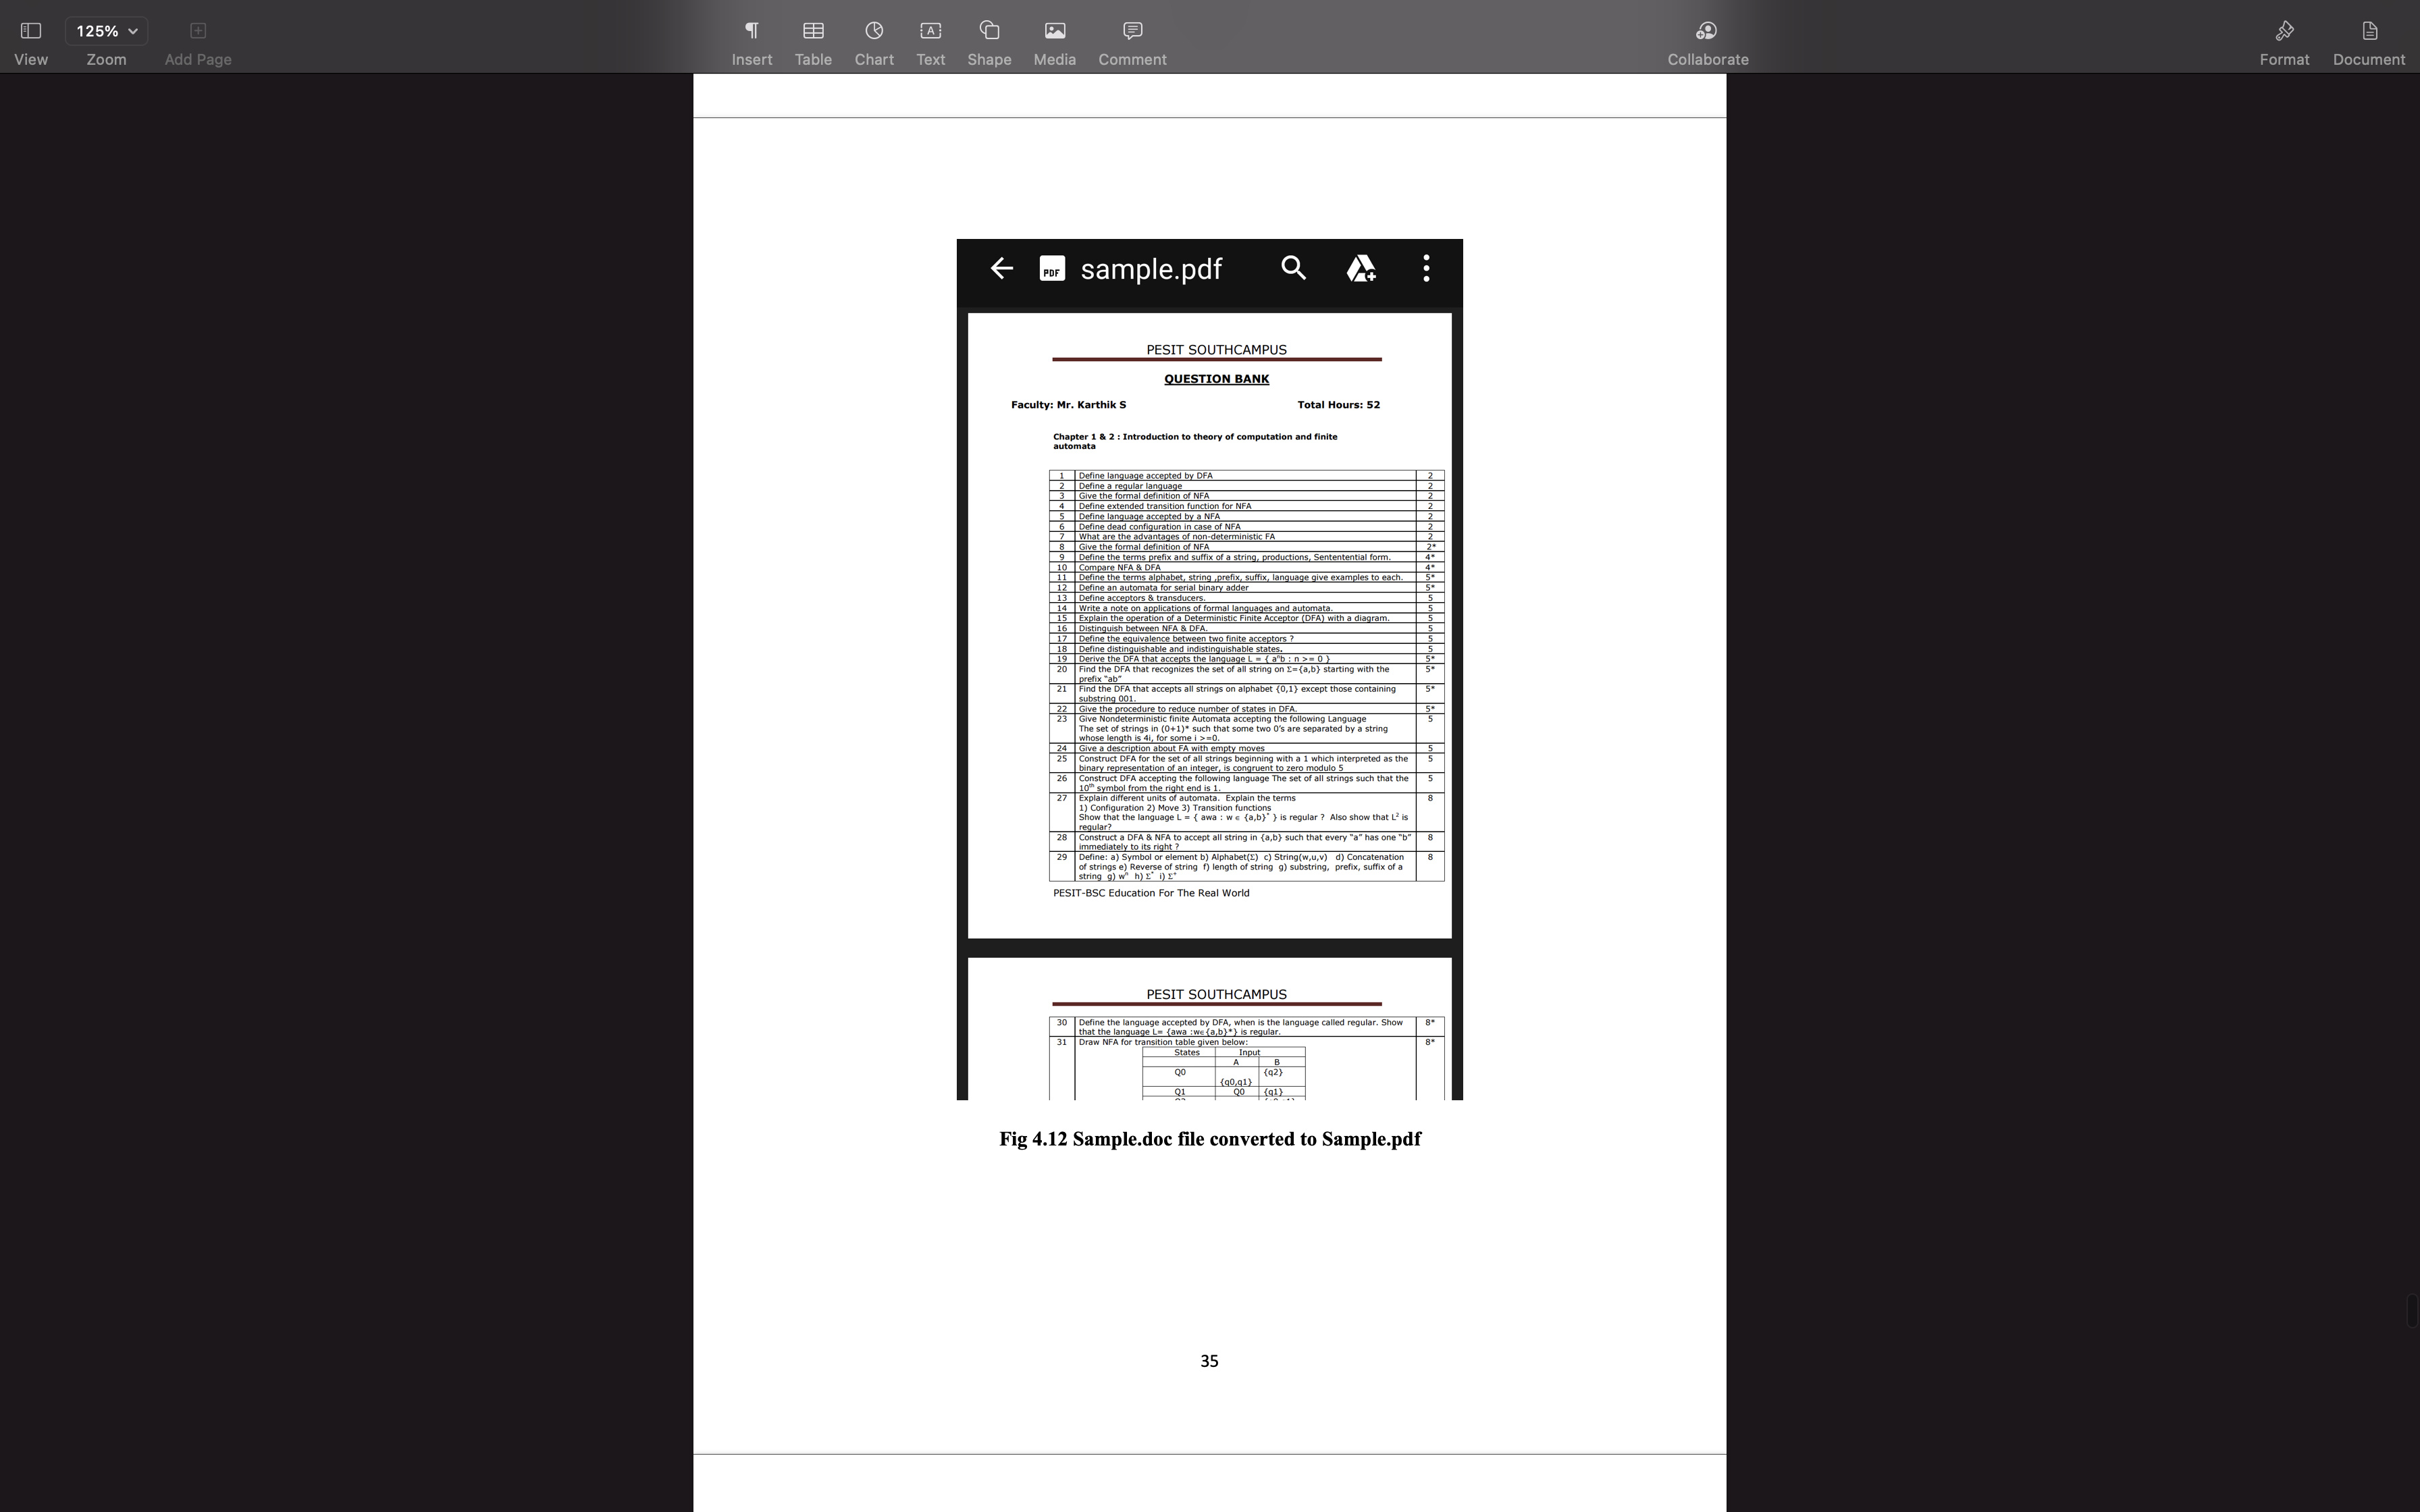 125%
View Zoom Add Page Insert Table Chart Text Shape Media Comment Collaborate Format Document
PDF sample.pdf
PESIT SOUTHCAMPUS
QUESTION BANK
Faculty: Mr. Karthik S Total Hours: 52
Chapter 1 & 2 : Introduction to theory of computation and finite
automata
1 Define language accepted by DFA 2
2 Define a regular language 2
3 Give the formal definition of NFA 2
4 Define extended transition function for NFA 2
5 Define language accepted by a NFA 2
6 Define dead configuration in case of NFA 2
7 What are the advantages of non-deterministic FA 2
8 Give the formal definition of NFA 2*
9 Define the terms prefix and suffix of a string, productions, Sentetential form. 4*
10 Compare NFA & DFA 4*
11 Define the terms alphabet, string ,prefix, suffix, language give examples to each. 5*
12 Define an automata for serial binary adder 5*
13 Define acceptors & transducers. 5
14 Write a note on applications of formal languages and automata. 5
15 Explain the operation of a Deterministic Finite Acceptor (DFA) with a diagram. 5
16 Distinguish between NFA & DFA. 5
17 Define the equivalence between two finite acceptors ? 5
18 Define distinguishable and indistinguishable states. 5
19 Derive the DFA that accepts the language L = { aⁿb : n >= 0 } 5*
20 Find the DFA that recognizes the set of all string on Σ={a,b} starting with the 5*
prefix "ab"
21 Find the DFA that accepts all strings on alphabet {0,1} except those containing 5*
substring 001.
22 Give the procedure to reduce number of states in DFA. 5*
23 Give Nondeterministic finite Automata accepting the following Language 5
The set of strings in (0+1)* such that some two 0's are separated by a string
whose length is 4i, for some i >=0.
24 Give a description about FA with empty moves 5
25 Construct DFA for the set of all strings beginning with a 1 which interpreted as the 5
binary representation of an integer, is congruent to zero modulo 5
26 Construct DFA accepting the following language The set of all strings such that the 5
10th symbol from the right end is 1.
27 Explain different units of automata. Explain the terms 8
1) Configuration 2) Move 3) Transition functions
Show that the language L = { awa : w ϵ {a,b}* } is regular ? Also show that L² is
regular?
28 Construct a DFA & NFA to accept all string in {a,b} such that every "a" has one "b" 8
immediately to its right ?
29 Define: a) Symbol or element b) Alphabet(Σ) c) String(w,u,v) d) Concatenation 8
of strings e) Reverse of string f) length of string g) substring, prefix, suffix of a
string g) wⁿ h) Σ* i) Σ⁺
PESIT-BSC Education For The Real World
PESIT SOUTHCAMPUS
30 Define the language accepted by DFA, when is the language called regular. Show 8*
that the language L= {awa :wϵ{a,b}*} is regular.
31 Draw NFA for transition table given below: 8*
States Input
A B
Q0 {q2}
{q0,q1}
Q1 Q0 {q1}
Fig 4.12 Sample.doc file converted to Sample.pdf
35